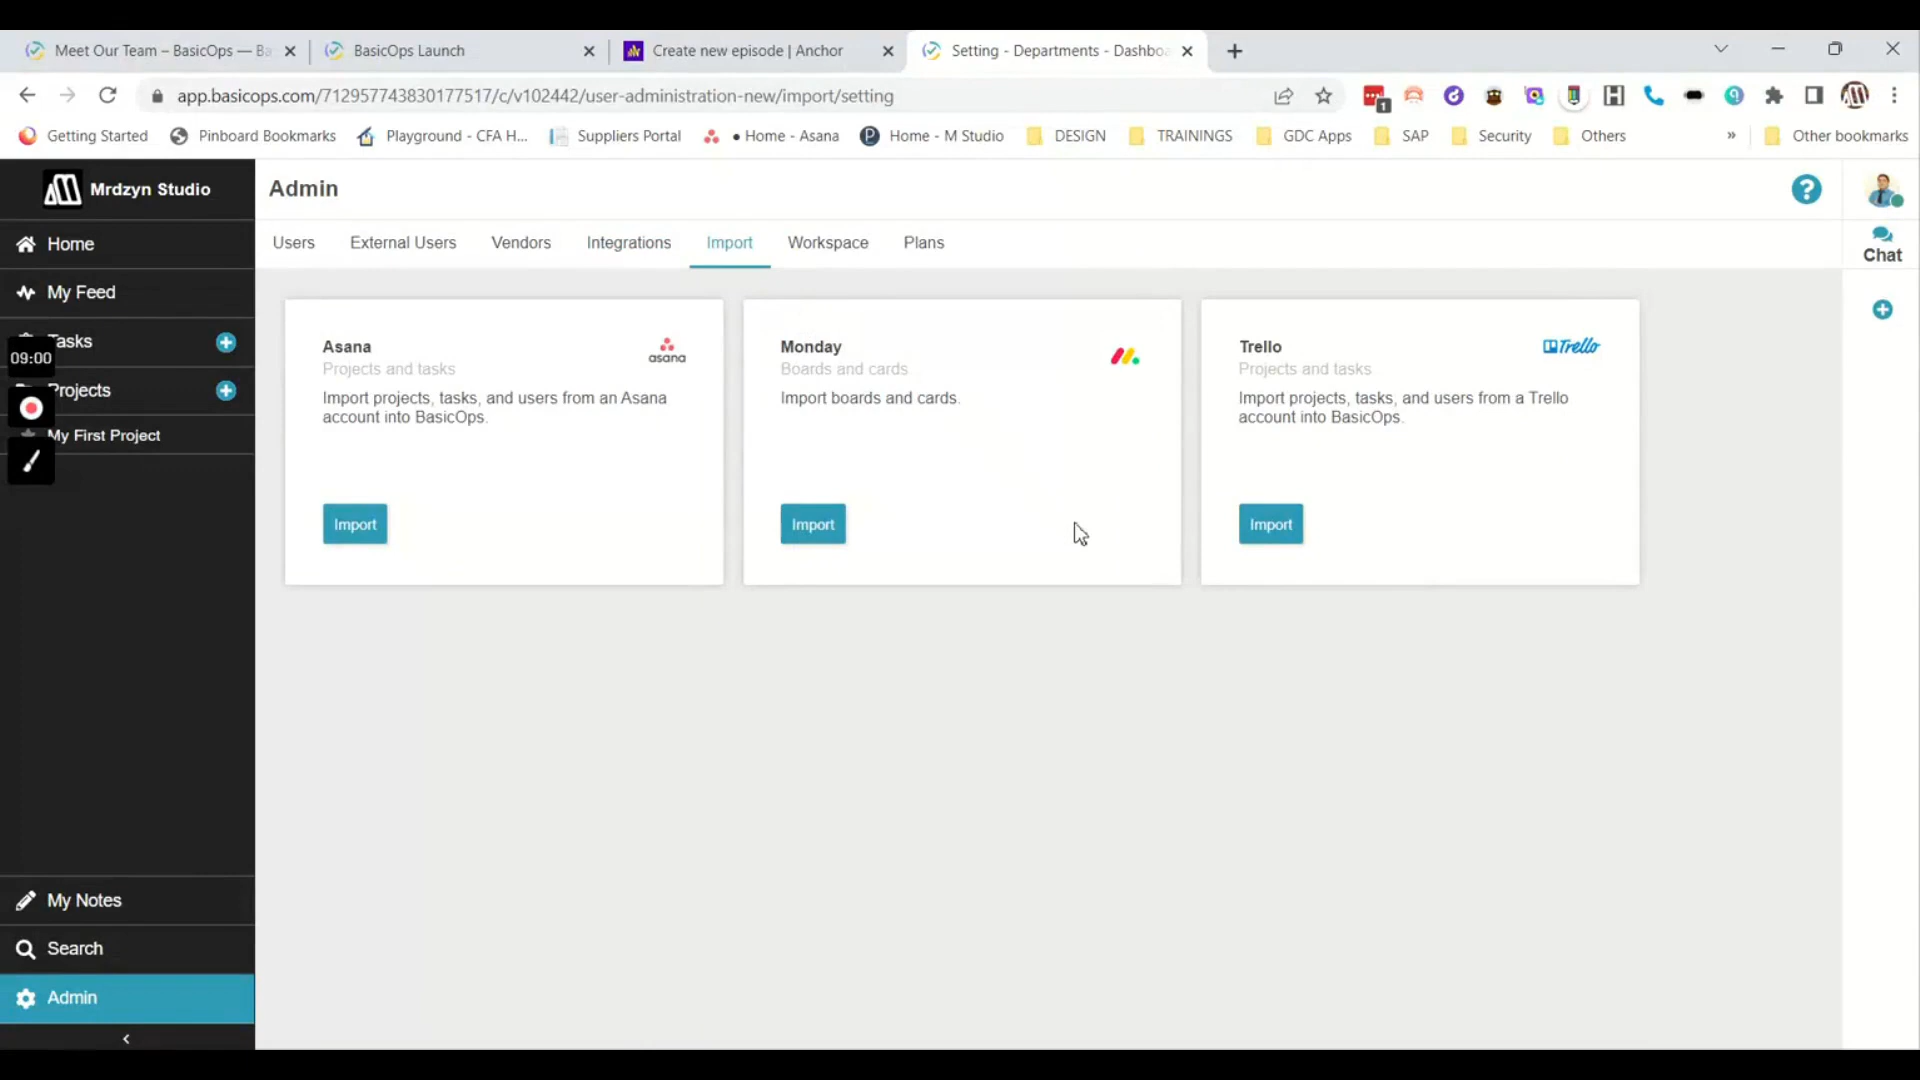 Meet Our Team – BasicOps — Ba
BasicOps Launch
Create new episode | Anchor
Setting - Departments - Dashboa
app.basicops.com/712957743830177517/c/v102442/user-administration-new/import/setting
1
Getting Started
Pinboard Bookmarks
Playground - CFA H...
Suppliers Portal
• Home - Asana
Home - M Studio
DESIGN
TRAININGS
GDC Apps
SAP
Security
Others
»
Other bookmarks
Mrdzyn Studio
Admin
Home
Users
External Users
Vendors
Integrations
Import
Workspace
Plans
Chat
My Feed
Tasks
09:00
Projects
My First Project
Asana
asana
Projects and tasks
Import projects, tasks, and users from an Asana
account into BasicOps.
Import
Monday
Boards and cards
Import boards and cards.
Import
Trello
Trello
Projects and tasks
Import projects, tasks, and users from a Trello
account into BasicOps.
Import
My Notes
Search
Admin